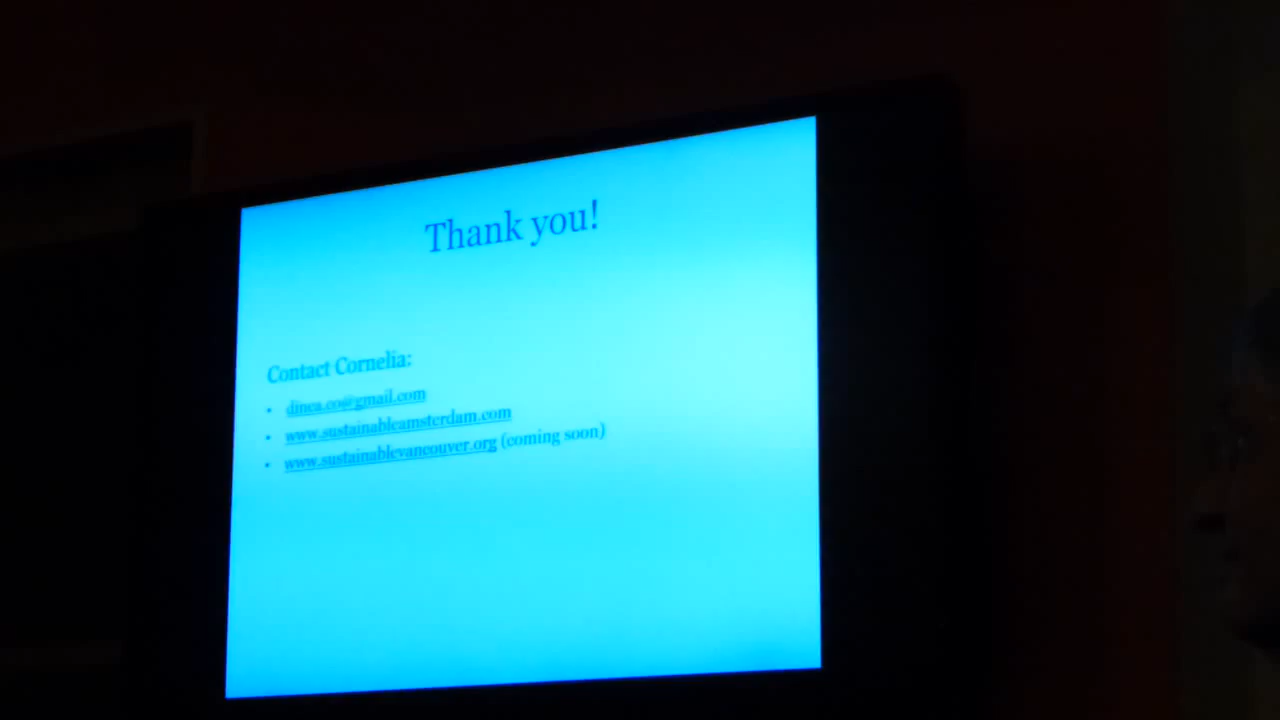 Thank you!
Contact Cornelia:
• dinca.co@gmail.com
• www.sustainableamsterdam.com
• www.sustainablevancouver.org (coming soon)